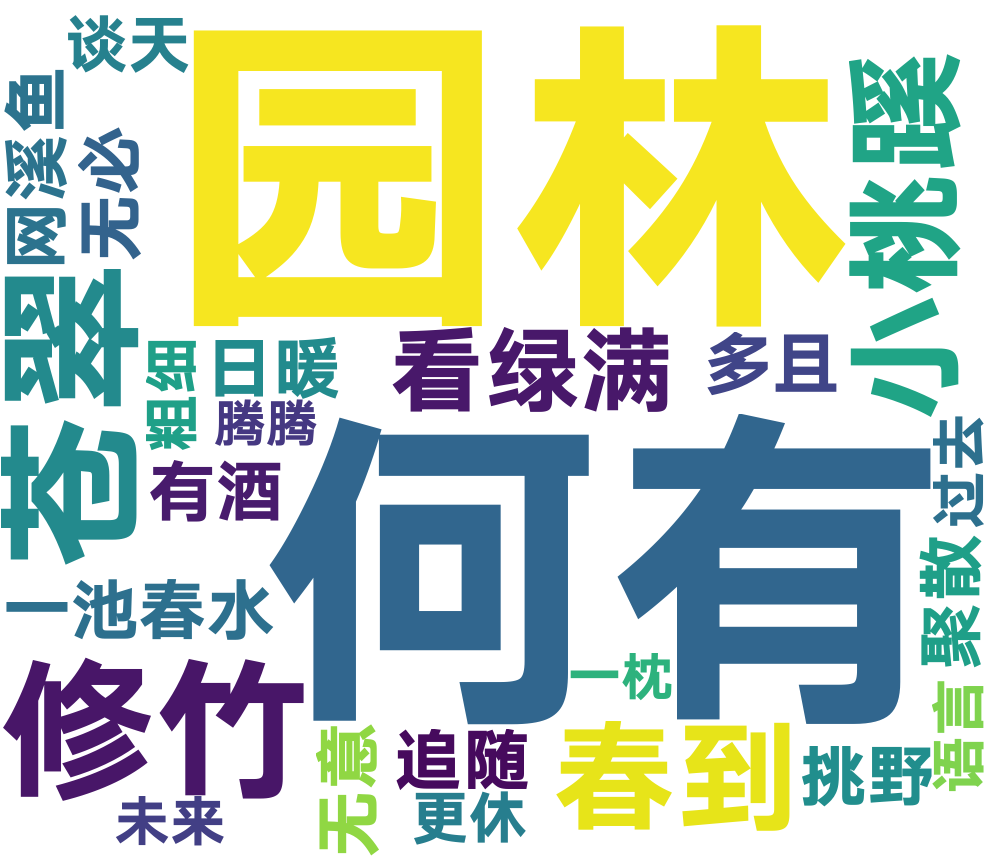 谈天
园林
小桃蹊
网溪鱼
无必
苍翠
粗细
日暖
看绿满
多且
腾腾
有酒
何有
过去
聚散
一池春水
修竹
一枕
语言
无意
追随
春到
挑野
更休
未来